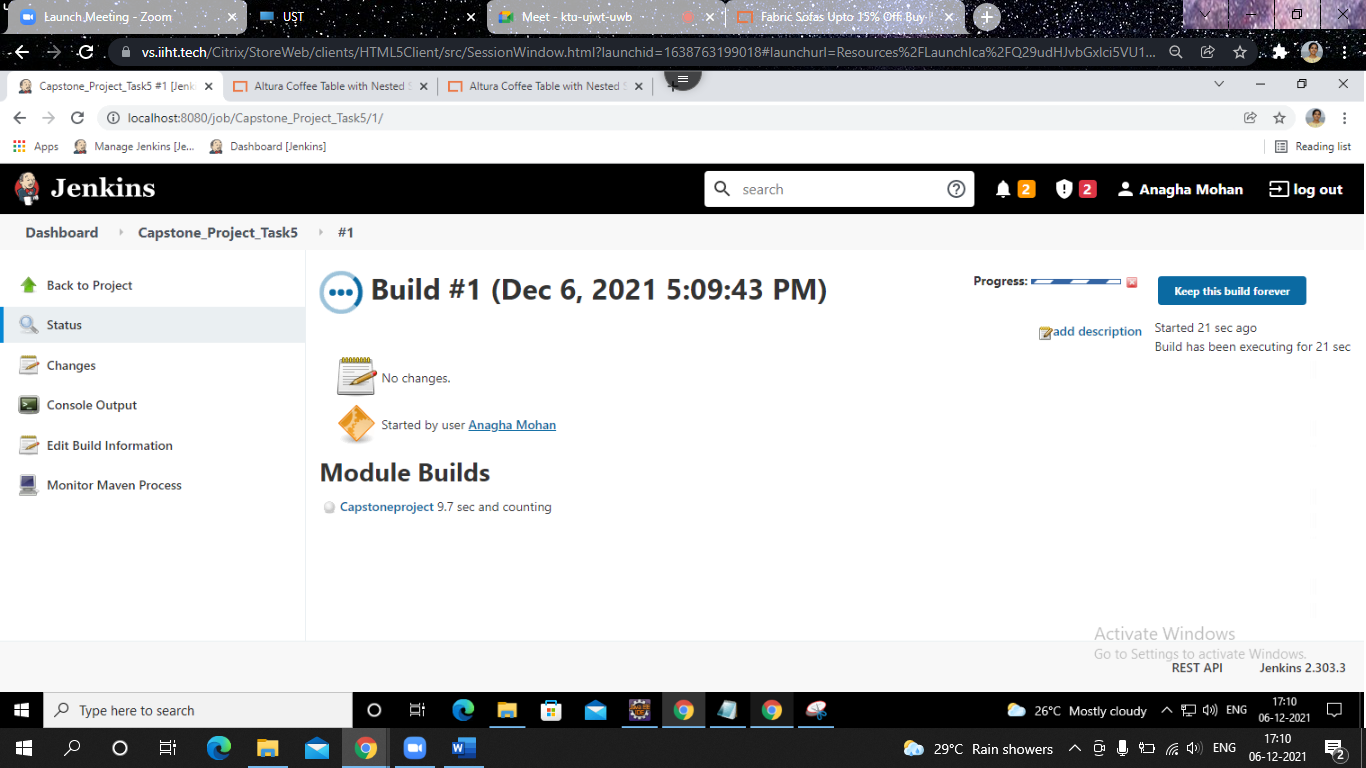 Launch Meeting - Zoom
UST
Meet - ktu-ujwt-uwb
Fabric Sofas Upto 15% Off: Buy
vs.iiht.tech/Citrix/StoreWeb/clients/HTML5Client/src/SessionWindow.html?launchid=1638763199018#launchurl=Resources%2FLaunchIca%2FQ29udHJvbGxlci5VU1...
Capstone_Project_Task5 #1 [Jenk
Altura Coffee Table with Nested S
Altura Coffee Table with Nested S
localhost:8080/job/Capstone_Project_Task5/1/
Apps
Manage Jenkins [Je...
Dashboard [Jenkins]
Reading list
Jenkins
search
2
2
Anagha Mohan
log out
Dashboard
Capstone_Project_Task5
#1
Back to Project
Status
Changes
Console Output
Edit Build Information
Monitor Maven Process
Build #1 (Dec 6, 2021 5:09:43 PM)
Progress:
Keep this build forever
add description
Started 21 sec ago
Build has been executing for 21 sec
No changes.
Started by user Anagha Mohan
Module Builds
Capstoneproject 9.7 sec and counting
Activate Windows
Go to Settings to activate Windows.
REST API
Jenkins 2.303.3
Type here to search
26°C Mostly cloudy
ENG
17:10
06-12-2021
29°C Rain showers
ENG
17:10
06-12-2021
2